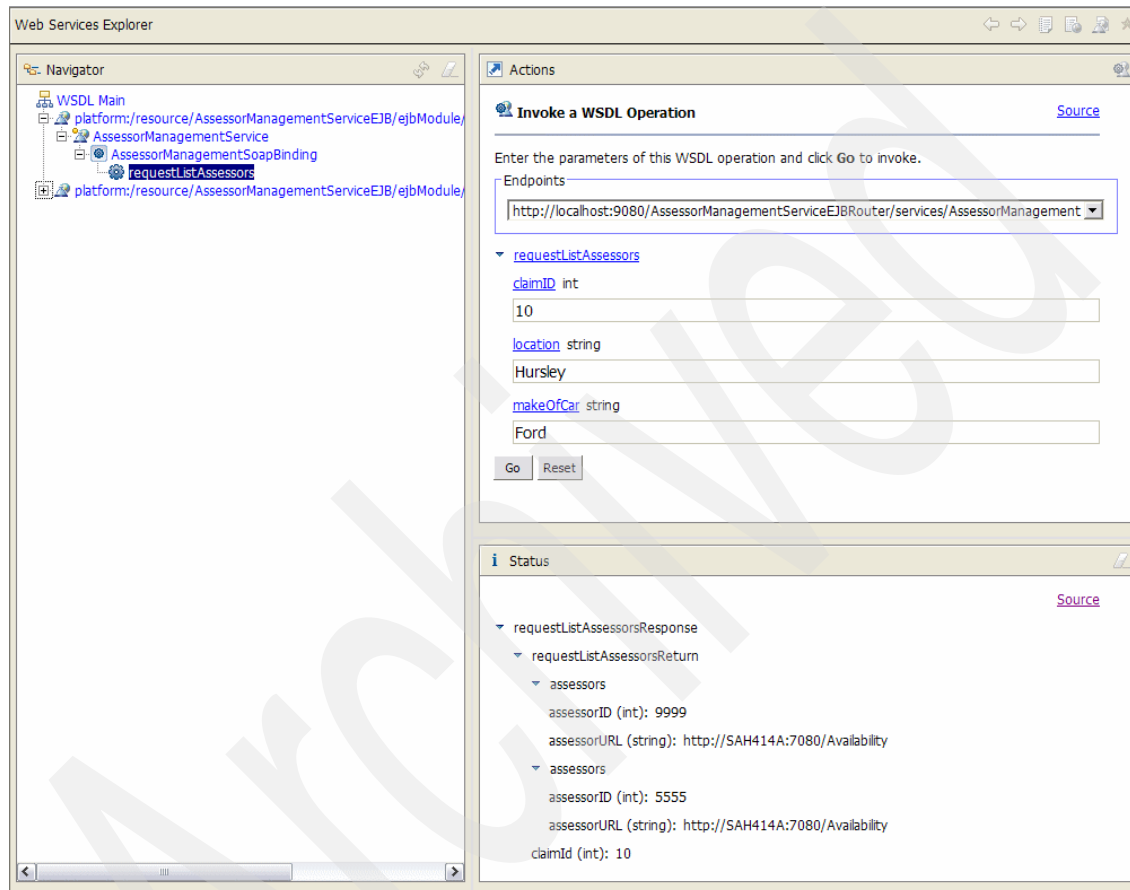 Web Services Explorer
Navigator
WSDL Main
platform:/resource/AssessorManagementServiceEJB/ejbModule/
AssessorManagementService
AssessorManagementSoapBinding
requestListAssessors
platform:/resource/AssessorManagementServiceEJB/ejbModule/
Actions
Invoke a WSDL Operation
Source
Enter the parameters of this WSDL operation and click Go to invoke.
Endpoints
http://localhost:9080/AssessorManagementServiceEJBRouter/services/AssessorManagement
requestListAssessors
claimID int
10
location string
Hursley
makeOfCar string
Ford
Go Reset
i Status
Source
requestListAssessorsResponse
requestListAssessorsReturn
assessors
assessorID (int): 9999
assessorURL (string): http://SAH414A:7080/Availability
assessors
assessorID (int): 5555
assessorURL (string): http://SAH414A:7080/Availability
claimId (int): 10
Archived